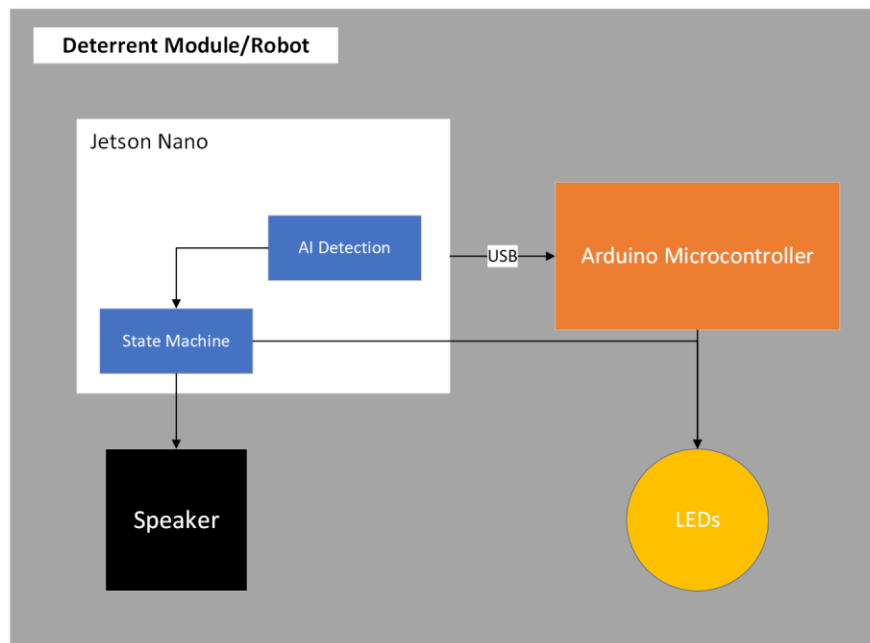 Deterrent Module/Robot
Jetson Nano
AI Detection
USB
Arduino Microcontroller
State Machine
Speaker
LEDs